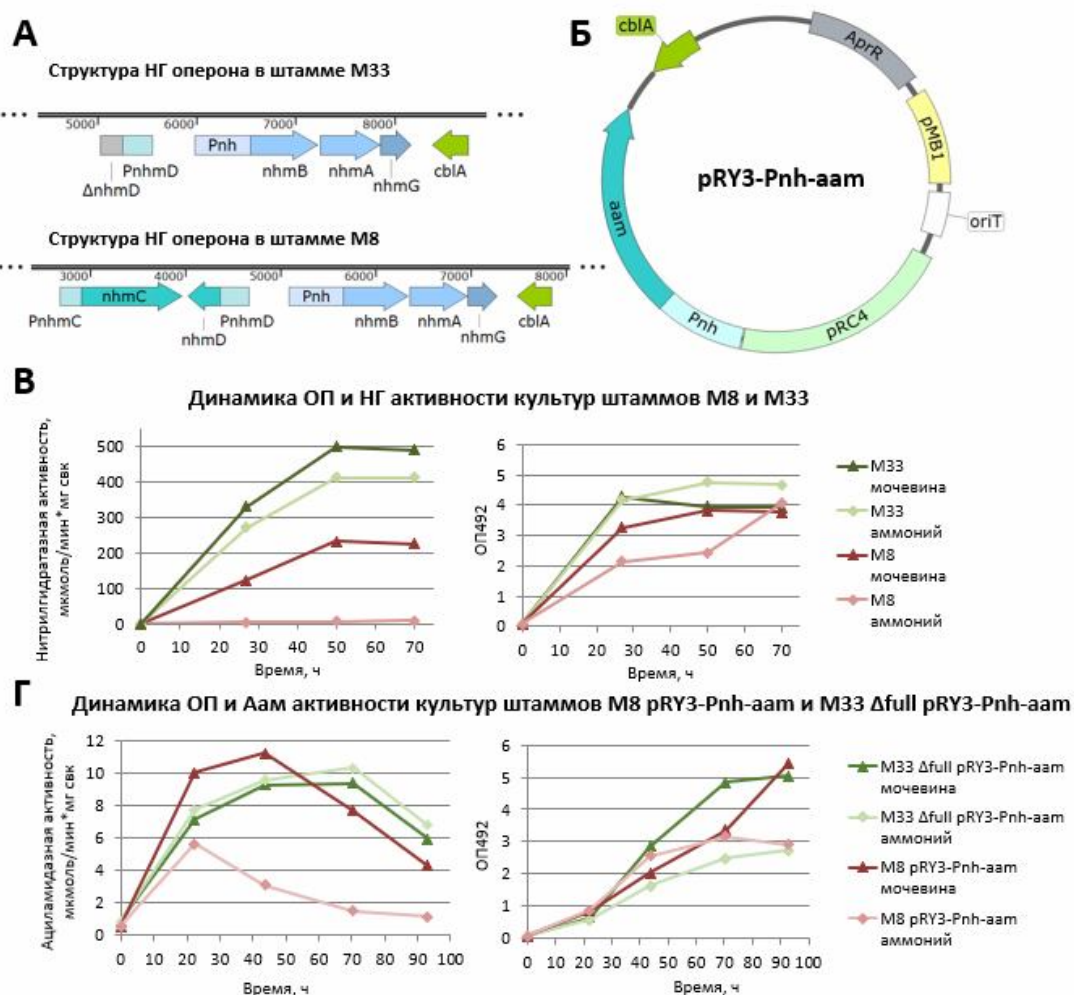 А
Структура НГ оперона в штамме М33
5000 6000 7000 8000
Pnh
PnhmD
ΔnhmD
nhmB
nhmA
nhmG
cblA
Структура НГ оперона в штамме М8
3000 4000 5000 6000 7000 8000
nhmC
Pnh
PnhmC
nhmD
PnhmD
nhmB
nhmA
nhmG
cblA
Б
cblA
AprR
pMB1
oriT
pRC4
Pnh
aam
pRY3-Pnh-aam
В
Динамика ОП и НГ активности культур штаммов М8 и М33
Нитрилгидратазная активность,
мкмоль/мин*мг свк
500
400
300
200
100
0
0 10 20 30 40 50 60 70
Время, ч
ОП492
6
5
4
3
2
1
0
0 10 20 30 40 50 60 70
Время, ч
М33
мочевина
М33
аммоний
М8
мочевина
М8
аммоний
Г
Динамика ОП и Аам активности культур штаммов М8 pRY3-Pnh-aam и М33 Δfull pRY3-Pnh-aam
Ациламидазная активность,
мкмоль/мин*мг свк
12
10
8
6
4
2
0
0 10 20 30 40 50 60 70 80 90 100
Время, ч
ОП492
6
5
4
3
2
1
0
0 10 20 30 40 50 60 70 80 90 100
Время, ч
М33 Δfull pRY3-Pnh-aam
мочевина
М33 Δfull pRY3-Pnh-aam
аммоний
М8 pRY3-Pnh-aam
мочевина
М8 pRY3-Pnh-aam
аммоний